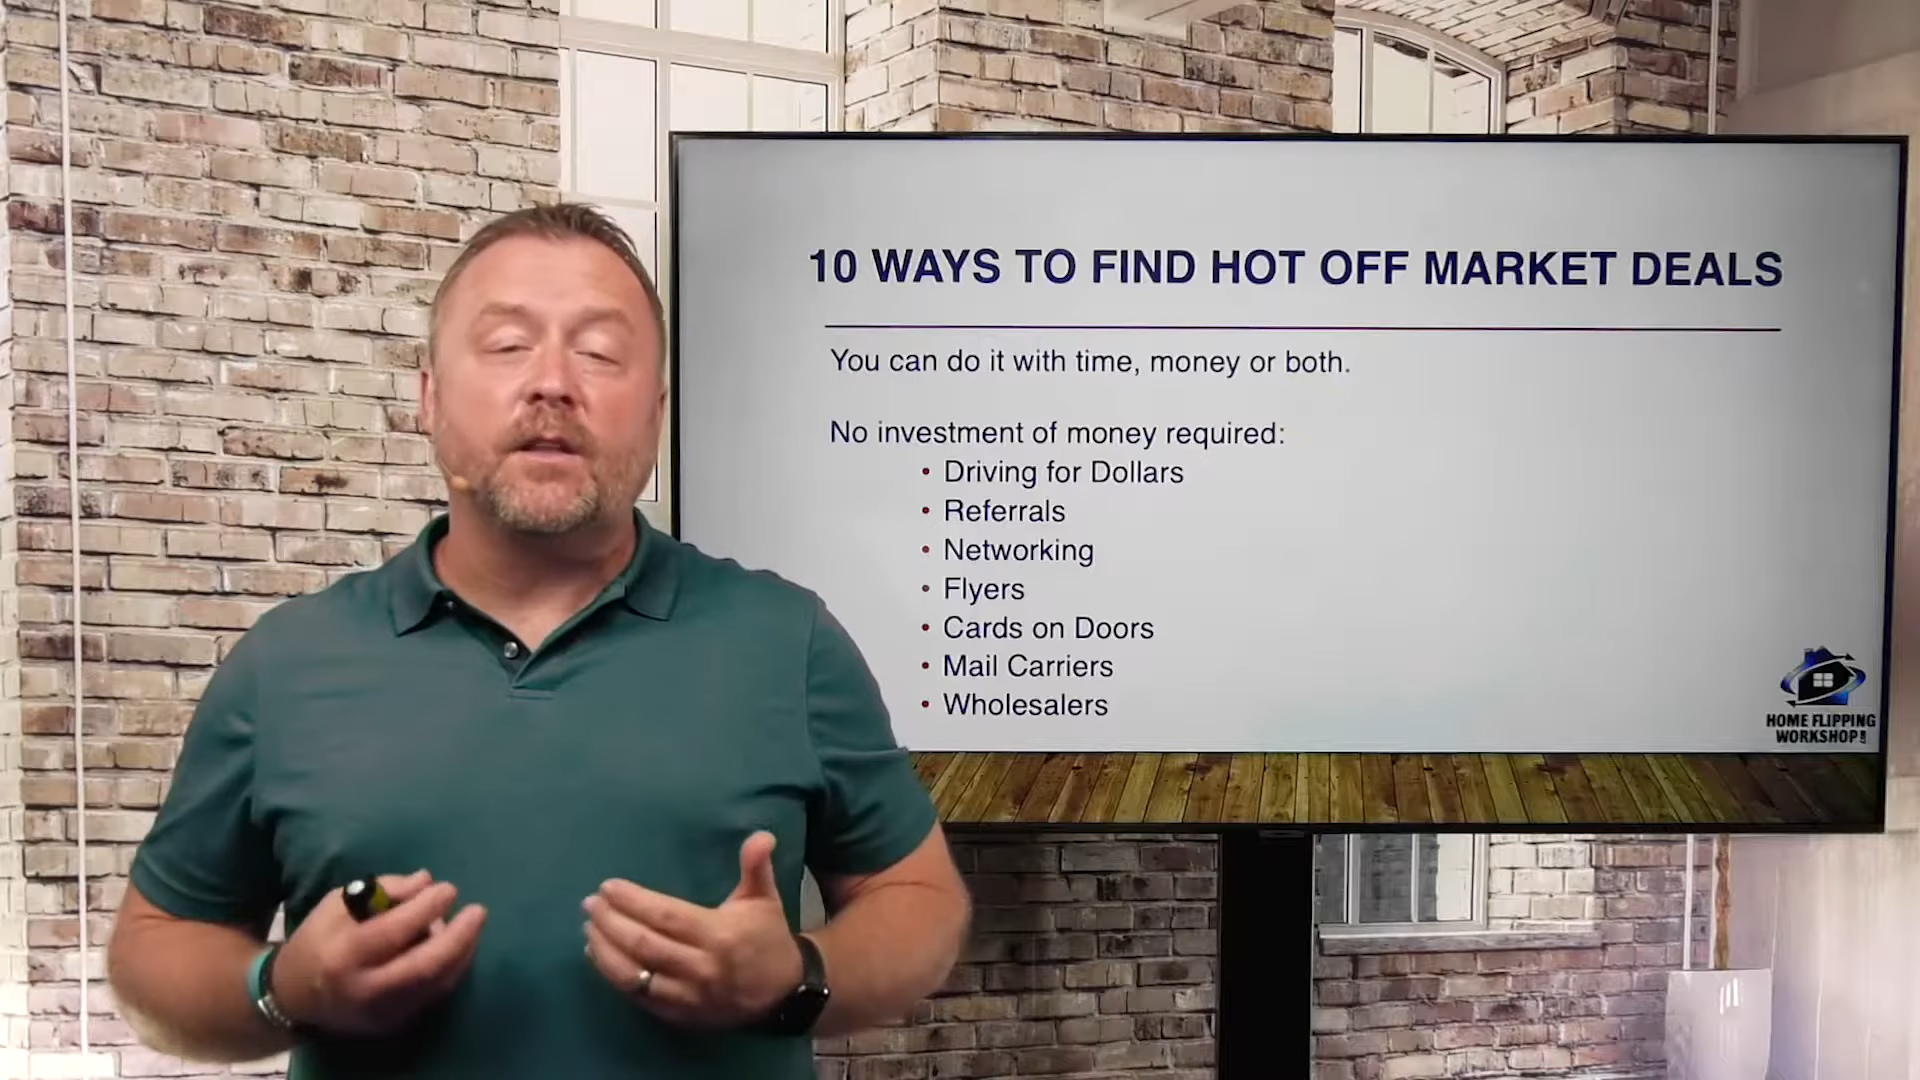 10 WAYS TO FIND HOT OFF MARKET DEALS
You can do it with time, money or both.
No investment of money required:
• Driving for Dollars
• Referrals
• Networking
• Flyers
• Cards on Doors
• Mail Carriers
• Wholesalers
HOME FLIPPING
WORKSHOP